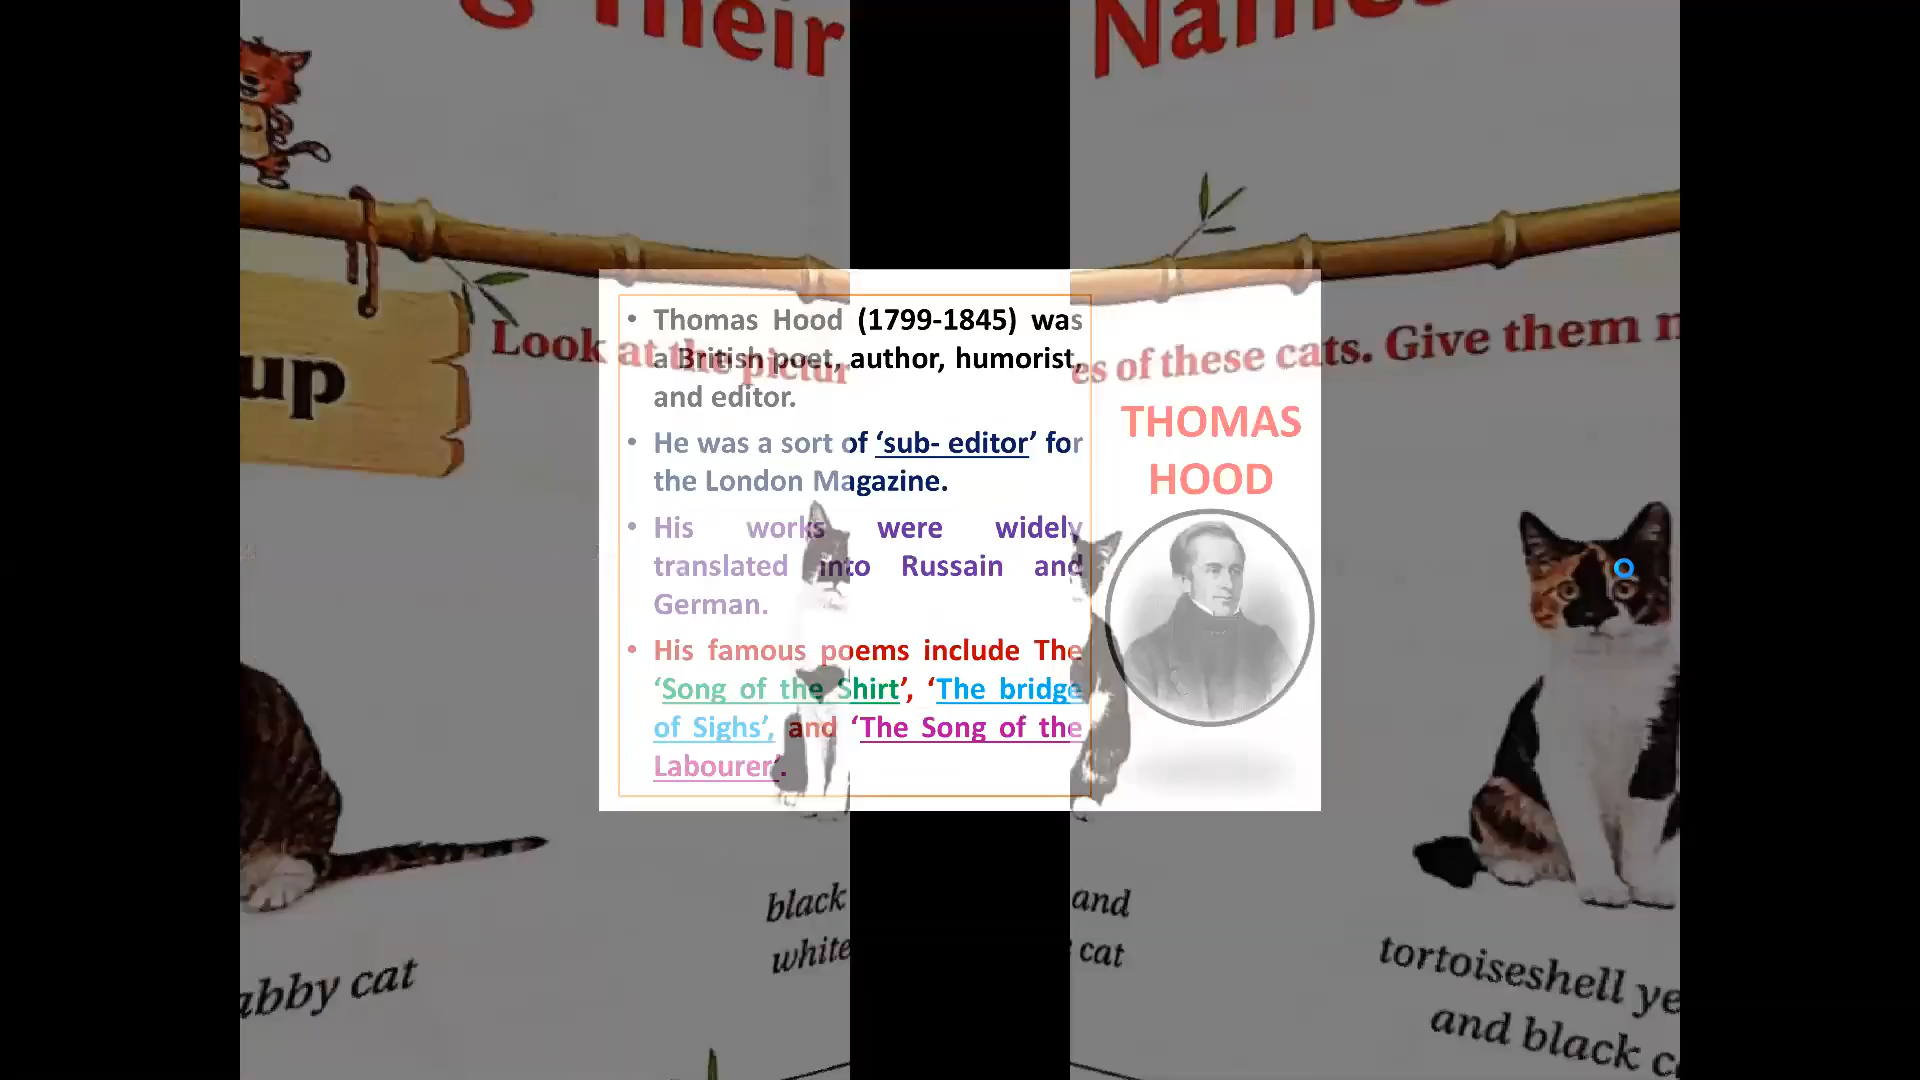 g Their Names
up
Look at the pictures of these cats. Give them n
• Thomas Hood (1799-1845) was
a British poet, author, humorist,
and editor.
• He was a sort of ‘sub- editor’ for
the London Magazine.
• His works were widely
translated into Russain and
German.
• His famous poems include The
‘Song of the Shirt’, ‘The bridge
of Sighs’, and ‘The Song of the
Labourer’.
THOMAS
HOOD
abby cat
black and
white cat
tortoiseshell ye
and black c